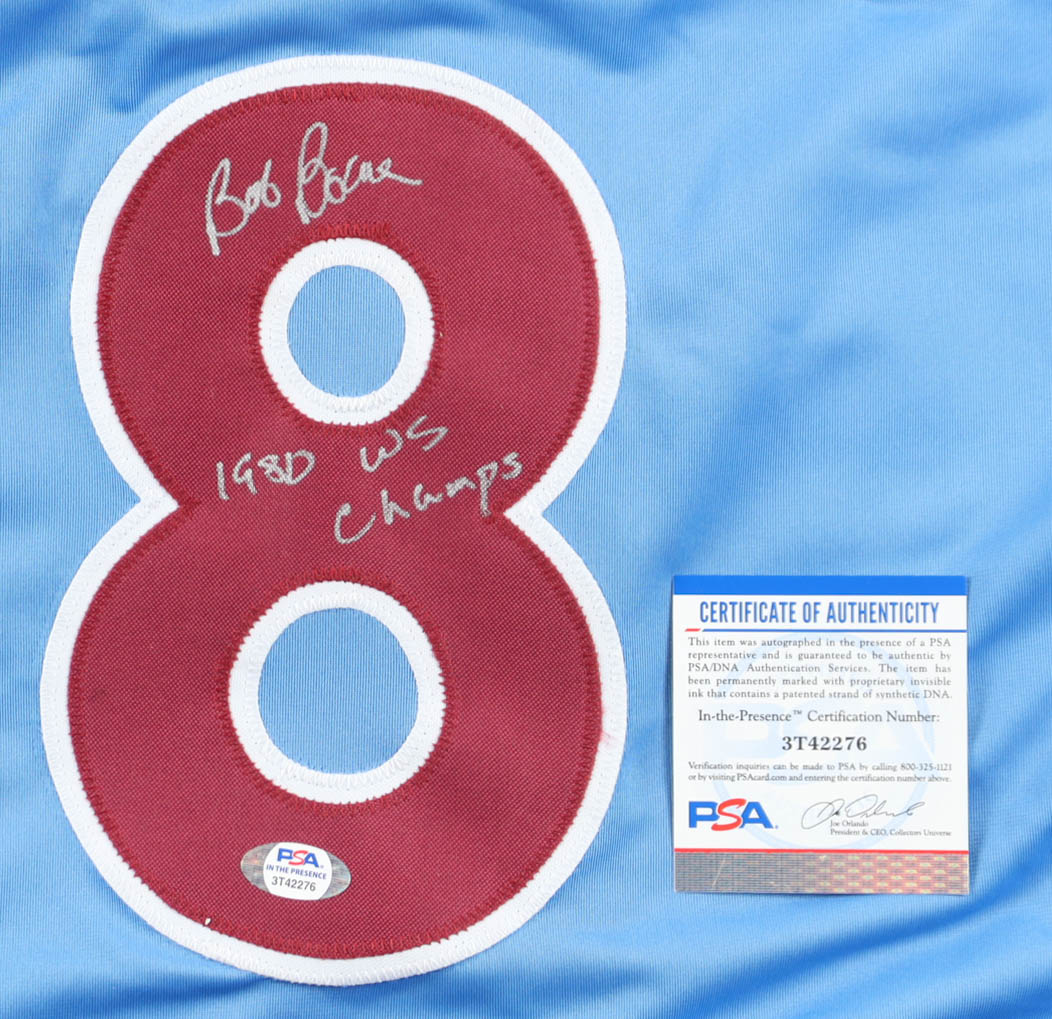 8
Bob Boone
1980 WS
Champs
PSA
IN THE PRESENCE
3T42276
CERTIFICATE OF AUTHENTICITY
This item was autographed in the presence of a PSA
representative and is guaranteed to be authentic by
PSA/DNA Authentication Services. The item has
been permanently marked with proprietary invisible
ink that contains a patented strand of synthetic DNA.
In-the-Presence™ Certification Number:
3T42276
Verification inquiries can be made to PSA by calling 800-325-1121
or by visiting PSAcard.com and entering the certification number above.
PSA
Joe Orlando
President & CEO, Collectors Universe